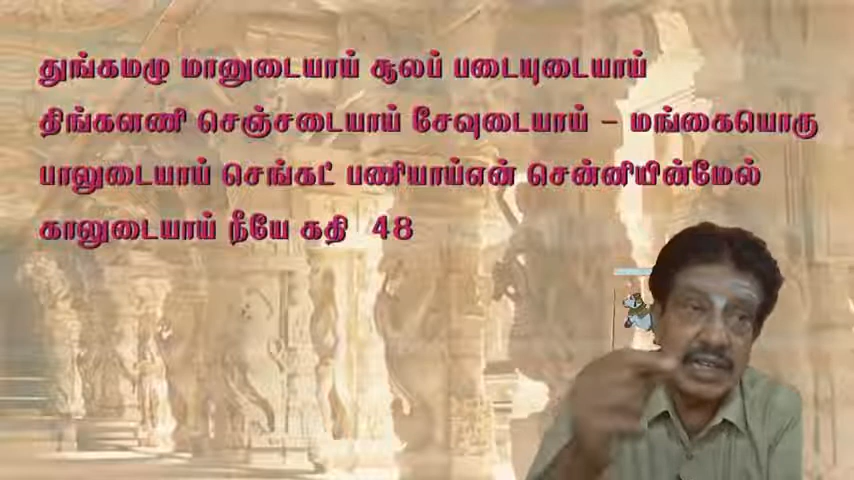 துங்கமழு மானுடையாய் சூலப் படையுடையாய்
திங்களணி செஞ்சடையாய் சேவுடையாய் – மங்கையொரு
பாலுடையாய் செங்கட் பணியாய்என் சென்னியின்மேல்
காலுடையாய் நீயே கதி 48